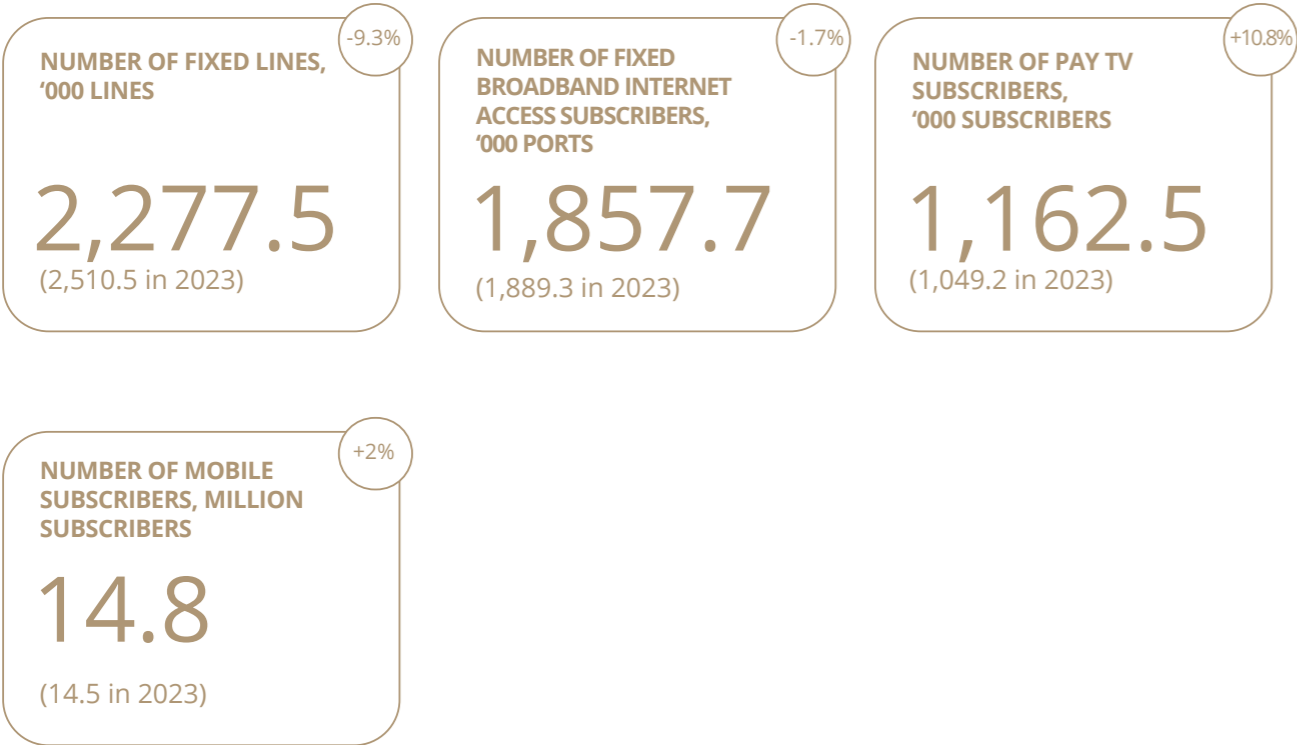 -9.3%
NUMBER OF FIXED LINES,
‘000 LINES
2,277.5
(2,510.5 in 2023)
-1.7%
NUMBER OF FIXED
BROADBAND INTERNET
ACCESS SUBSCRIBERS,
‘000 PORTS
1,857.7
(1,889.3 in 2023)
+10.8%
NUMBER OF PAY TV
SUBSCRIBERS,
‘000 SUBSCRIBERS
1,162.5
(1,049.2 in 2023)
+2%
NUMBER OF MOBILE
SUBSCRIBERS, MILLION
SUBSCRIBERS
14.8
(14.5 in 2023)